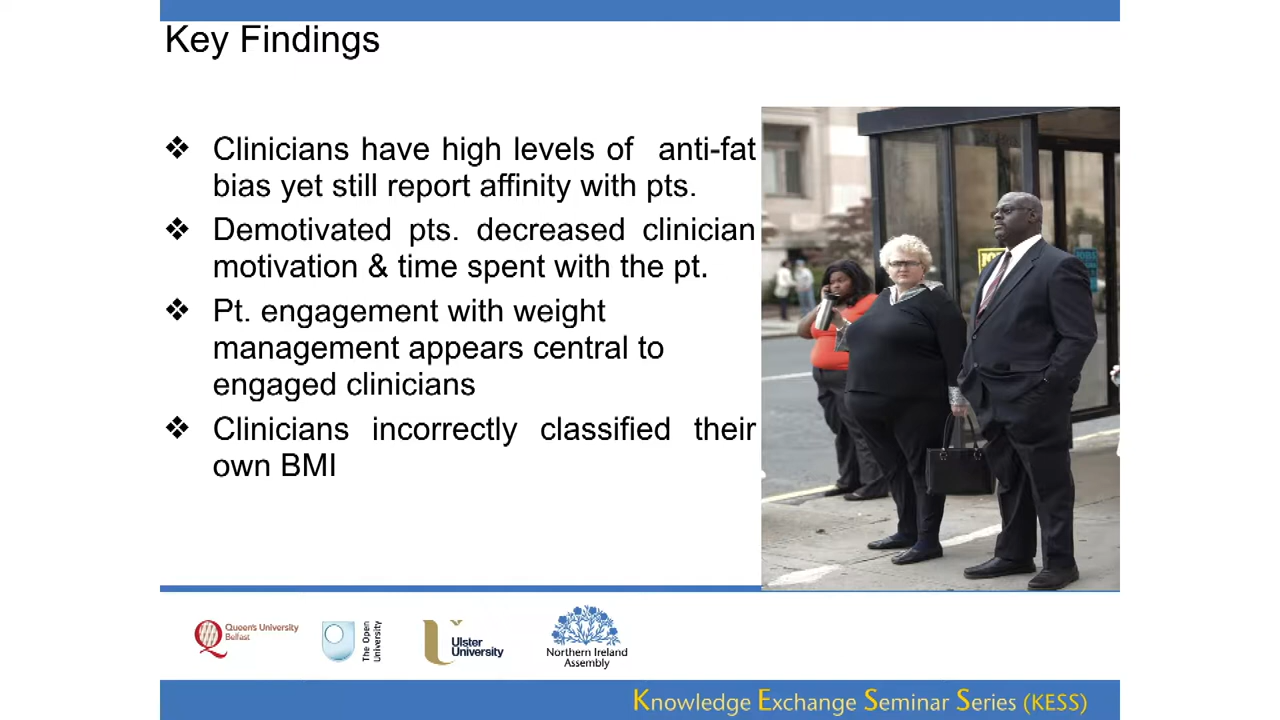 Key Findings
❖ Clinicians have high levels of anti-fat
bias yet still report affinity with pts.
❖ Demotivated pts. decreased clinician
motivation & time spent with the pt.
❖ Pt. engagement with weight
management appears central to
engaged clinicians
❖ Clinicians incorrectly classified their
own BMI
Queen's University
Belfast
The Open
University
Ulster
University
Northern Ireland
Assembly
Knowledge Exchange Seminar Series (KESS)